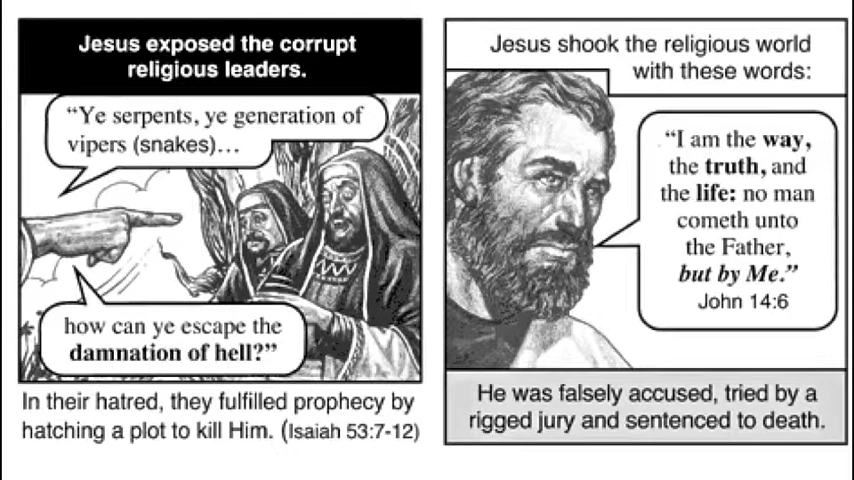 Jesus exposed the corrupt
religious leaders.
“Ye serpents, ye generation of
vipers (snakes)…
how can ye escape the
damnation of hell?”
In their hatred, they fulfilled prophecy by
hatching a plot to kill Him. (Isaiah 53:7-12)
Jesus shook the religious world
with these words:
“I am the way,
the truth, and
the life: no man
cometh unto
the Father,
but by Me.”
John 14:6
He was falsely accused, tried by a
rigged jury and sentenced to death.